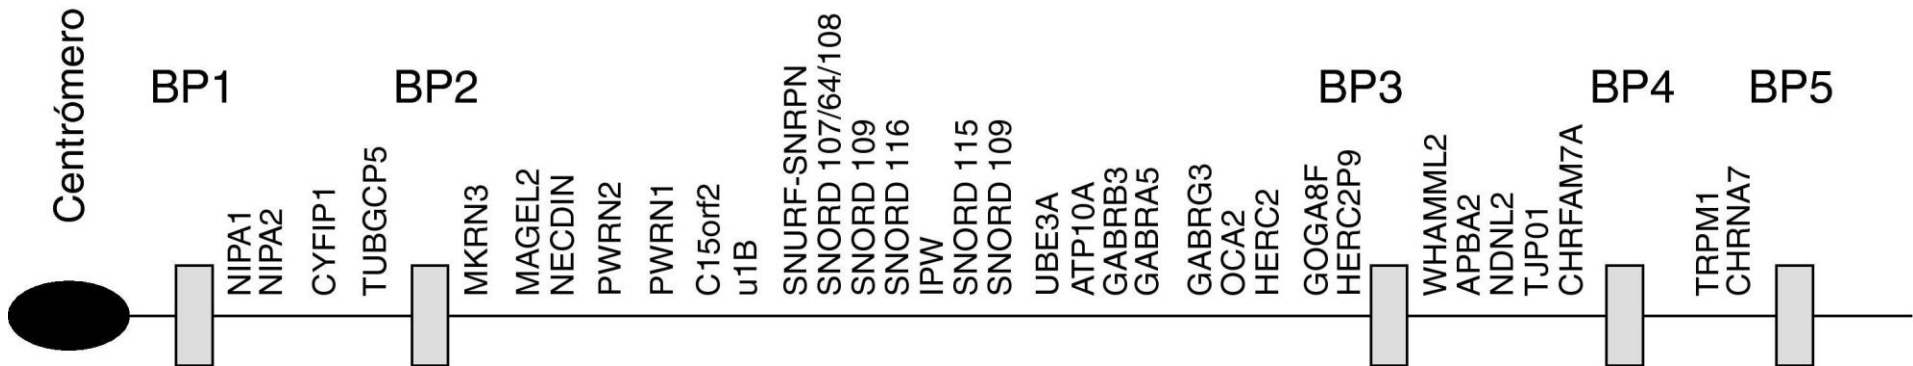 Centrómero
BP1
NIPA1
NIPA2
CYFIP1
TUBGCP5
BP2
MKRN3
MAGEL2
NECDIN
PWRN2
PWRN1
C15orf2
u1B
SNURF-SNRPN
SNORD 107/64/108
SNORD 109
SNORD 116
IPW
SNORD 115
SNORD 109
UBE3A
ATP10A
GABRB3
GABRA5
GABRG3
OCA2
HERC2
GOGA8F
HERC2P9
BP3
WHAMML2
APBA2
NDNL2
TJP01
CHRFAM7A
BP4
TRPM1
CHRNA7
BP5